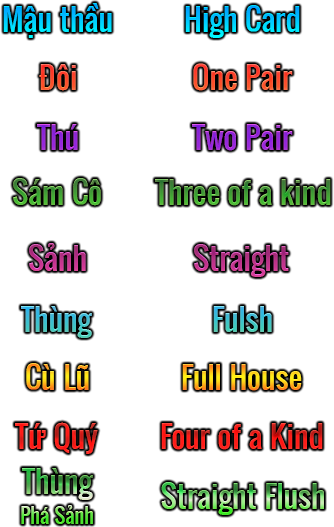 Mậu thầu High Card
Đôi One Pair
Thú Two Pair
Sám Cô Three of a kind
Sảnh Straight
Thùng Fulsh
Cù Lũ Full House
Tứ Quý Four of a Kind
Thùng
Phá Sảnh Straight Flush